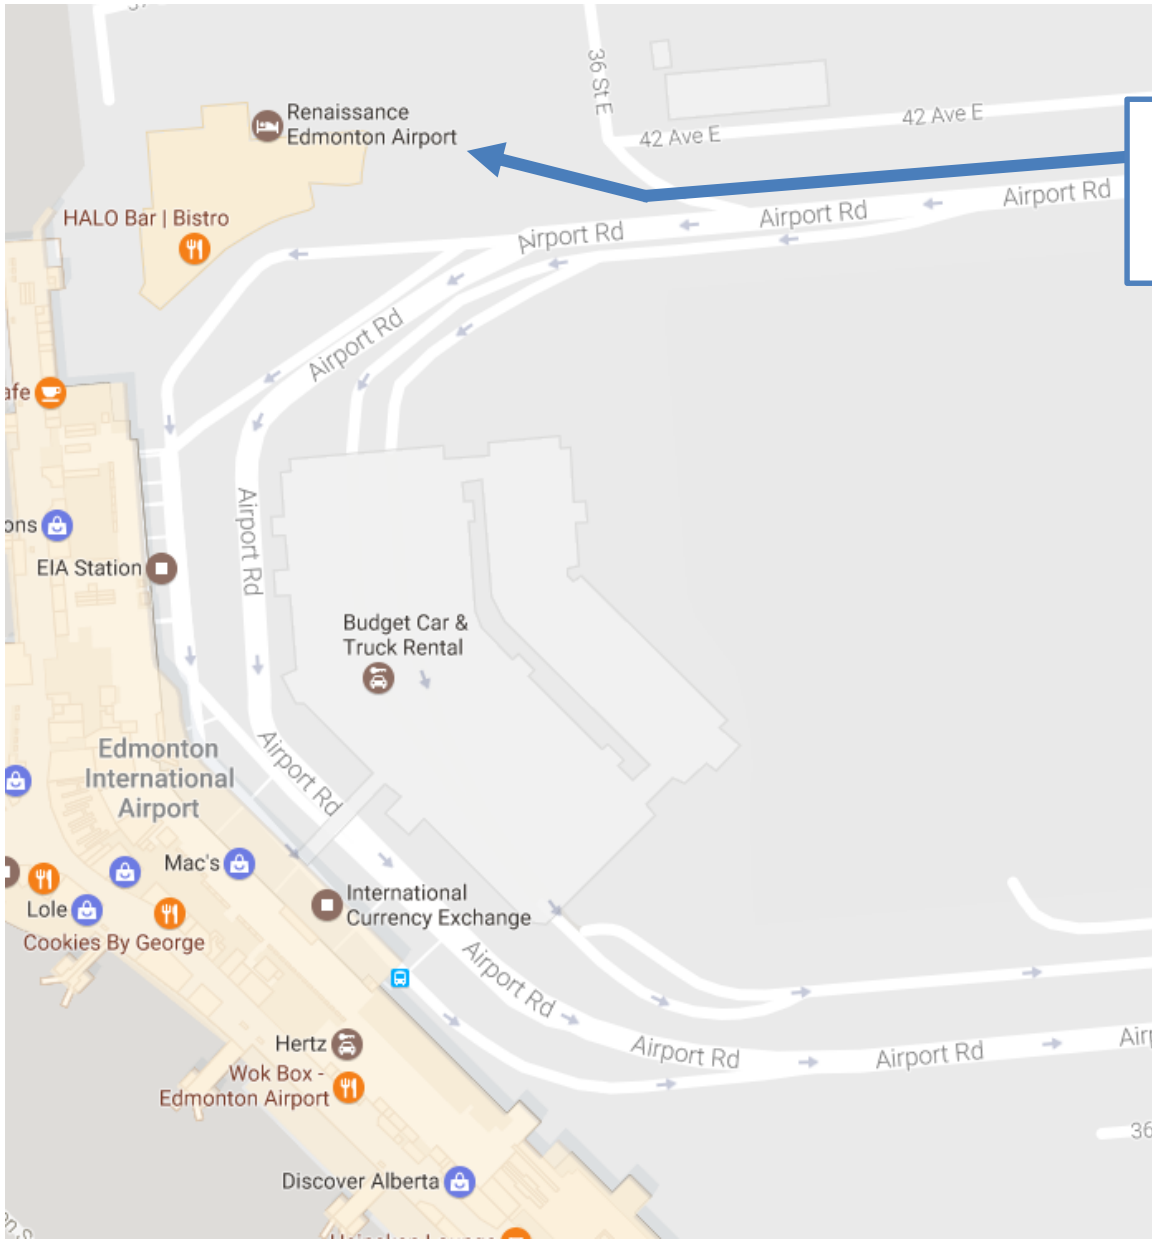 36 St E
Renaissance
Edmonton Airport
42 Ave E
42 Ave E
HALO Bar | Bistro
Airport Rd
Airport Rd
Airport Rd
Airport Rd
afe
Airport Rd
ons
EIA Station
Budget Car &
Truck Rental
Edmonton
International
Airport
Airport Rd
Mac's
International
Currency Exchange
Lole
Cookies By George
Airport Rd
Hertz
Airport Rd
Airport Rd
Wok Box -
Edmonton Airport
36
Discover Alberta